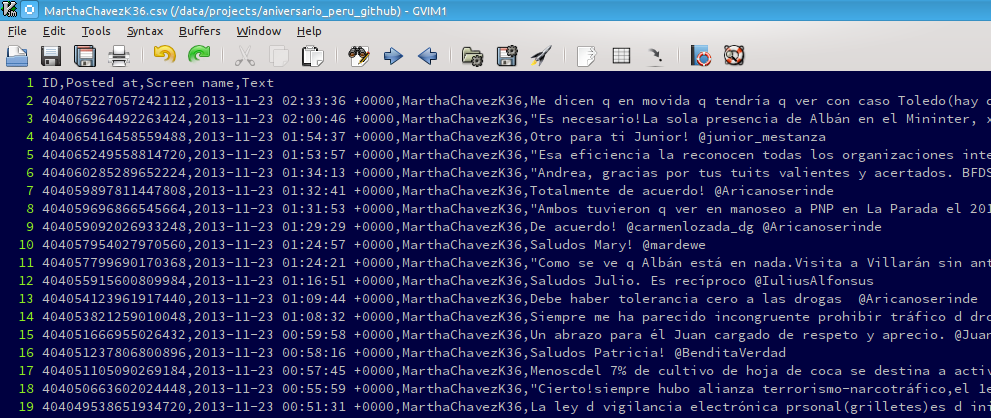 MarthaChavezK36.csv (/data/projects/aniversario_peru_github) - GVIM1
File Edit Tools Syntax Buffers Window Help
1 ID,Posted at,Screen name,Text
2 404075227057242112,2013-11-23 02:33:36 +0000,MarthaChavezK36,Me dicen q en movida q tendría q ver con caso Toledo(hay
3 404066964492263424,2013-11-23 02:00:46 +0000,MarthaChavezK36,"Es necesario!La sola presencia de Albán en el Mininter, x
4 404065416458559488,2013-11-23 01:54:37 +0000,MarthaChavezK36,Otro para ti Junior! @junior_mestanza
5 404065249558814720,2013-11-23 01:53:57 +0000,MarthaChavezK36,"Esa eficiencia la reconocen todas los organizaciones inte
6 404060285289652224,2013-11-23 01:34:13 +0000,MarthaChavezK36,"Andrea, gracias por tus tuits valientes y acertados. BFDS
7 404059897811447808,2013-11-23 01:32:41 +0000,MarthaChavezK36,Totalmente de acuerdo! @Aricanoserinde
8 404059696866545664,2013-11-23 01:31:53 +0000,MarthaChavezK36,"Ambos tuvieron q ver en manoseo a PNP en La Parada el 201
9 404059092026933248,2013-11-23 01:29:29 +0000,MarthaChavezK36,De acuerdo! @carmenlozada_dg @Aricanoserinde
10 404057954027970560,2013-11-23 01:24:57 +0000,MarthaChavezK36,Saludos Mary! @mardewe
11 404057799690170368,2013-11-23 01:24:21 +0000,MarthaChavezK36,"Como se ve q Albán está en nada.Visita a Villarán sin ant
12 404055915600809984,2013-11-23 01:16:51 +0000,MarthaChavezK36,Saludos Julio. Es recíproco @IuliusAlfonsus
13 404054123961917440,2013-11-23 01:09:44 +0000,MarthaChavezK36,Debe haber tolerancia cero a las drogas  @Aricanoserinde
14 404053821259010048,2013-11-23 01:08:32 +0000,MarthaChavezK36,Siempre me ha parecido incongruente prohibir tráfico d dro
15 404051666955026432,2013-11-23 00:59:58 +0000,MarthaChavezK36,Un abrazo para él Juan cargado de respeto y aprecio. @Juan
16 404051237806800896,2013-11-23 00:58:16 +0000,MarthaChavezK36,Saludos Patricia! @BenditaVerdad
17 404051105090269184,2013-11-23 00:57:45 +0000,MarthaChavezK36,Menoscdel 7% de cultivo de hoja de coca se destina a activ
18 404050663602024448,2013-11-23 00:55:59 +0000,MarthaChavezK36,"Cierto!siempre hubo alianza terrorismo-narcotráfico,el 1e
19 404049538651934720,2013-11-23 00:51:31 +0000,MarthaChavezK36,La ley d vigilancia electrónica prsonal(grilletes)es d ini